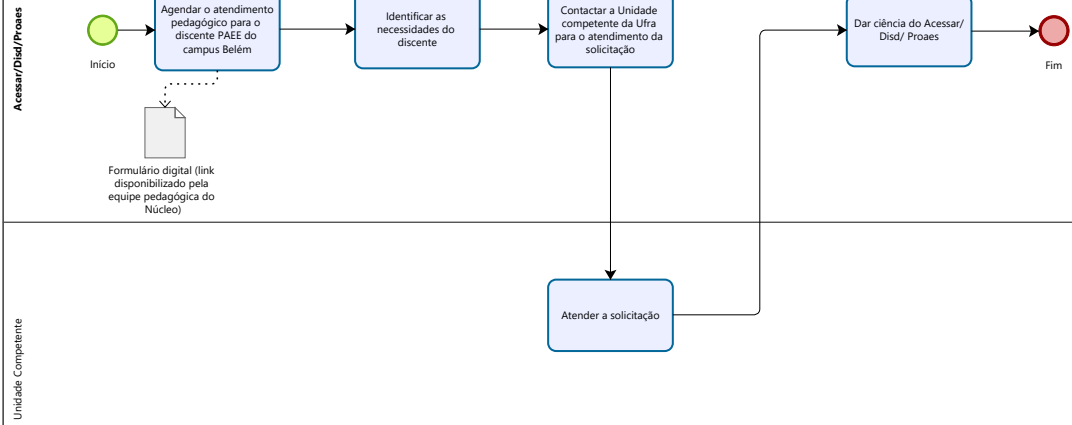 Acessar/Disd/Proaes
Início
Agendar o atendimento
pedagógico para o
discente PAEE do
campus Belém
Identificar as
necessidades do
discente
Contactar a Unidade
competente da Ufra
para o atendimento da
solicitação
Dar ciência do Acessar/
Disd/ Proaes
Fim
Formulário digital (link
disponibilizado pela
equipe pedagógica do
Núcleo)
Unidade Competente
Atender a solicitação